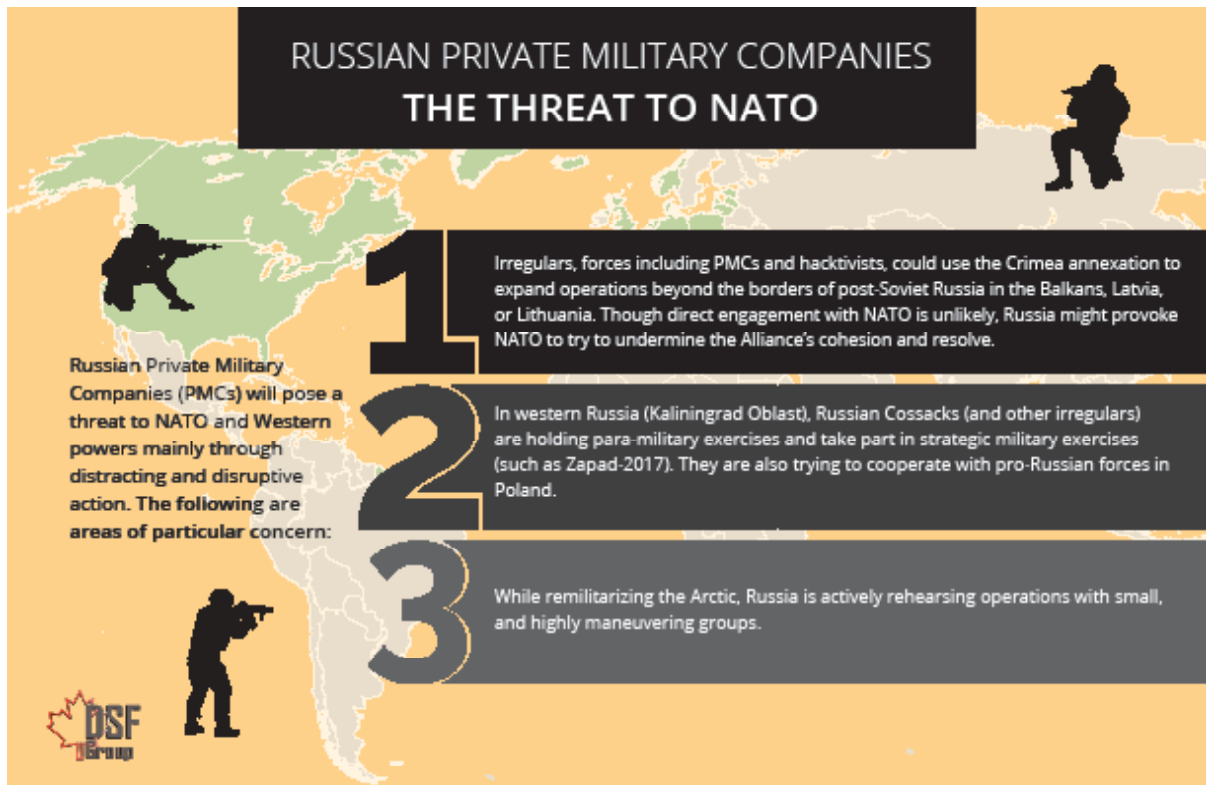 RUSSIAN PRIVATE MILITARY COMPANIES
THE THREAT TO NATO
Russian Private Military
Companies (PMCs) will pose a
threat to NATO and Western
powers mainly through
distracting and disruptive
action. The following are
areas of particular concern:
1
Irregulars, forces including PMCs and hacktivists, could use the Crimea annexation to
expand operations beyond the borders of post-Soviet Russia in the Balkans, Latvia,
or Lithuania. Though direct engagement with NATO is unlikely, Russia might provoke
NATO to try to undermine the Alliance's cohesion and resolve.
2
In western Russia (Kaliningrad Oblast), Russian Cossacks (and other irregulars)
are holding para-military exercises and take part in strategic military exercises
(such as Zapad-2017). They are also trying to cooperate with pro-Russian forces in
Poland.
3
While remilitarizing the Arctic, Russia is actively rehearsing operations with small,
and highly maneuvering groups.
DSF
Group